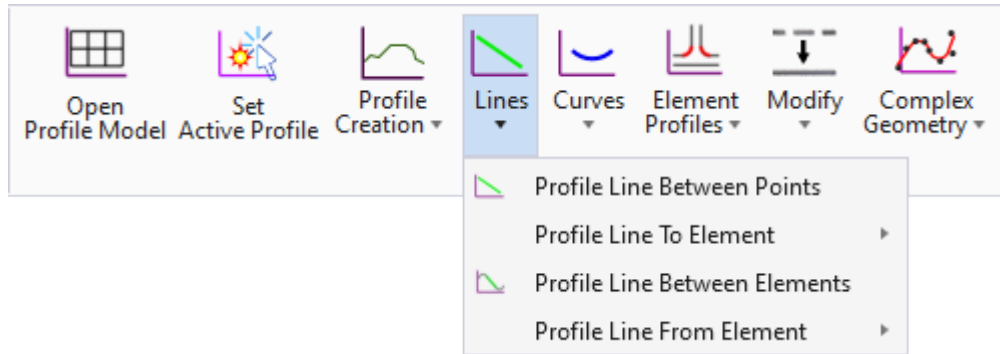 Open
Profile Model
Set
Active Profile
Profile
Creation
Lines
Curves
Element
Profiles
Modify
Complex
Geometry
Profile Line Between Points
Profile Line To Element
Profile Line Between Elements
Profile Line From Element